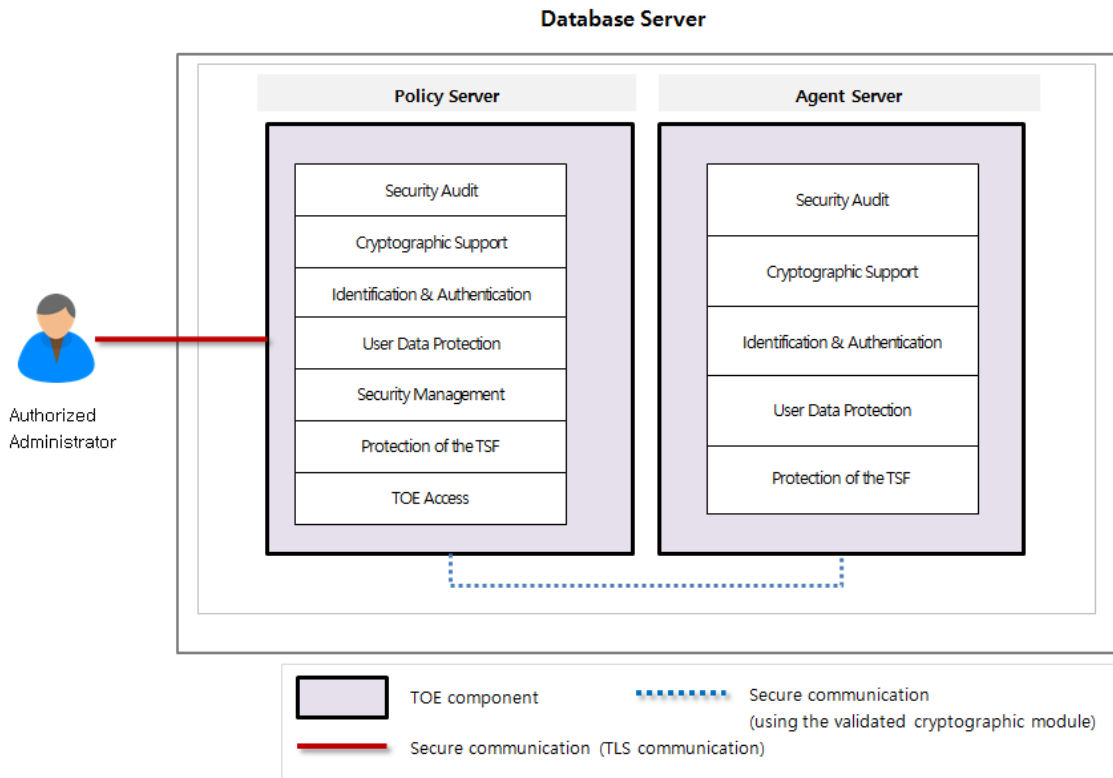 Database Server
Policy Server
Security Audit
Cryptographic Support
Identification & Authentication
User Data Protection
Security Management
Protection of the TSF
TOE Access
Agent Server
Security Audit
Cryptographic Support
Identification & Authentication
User Data Protection
Protection of the TSF
Authorized
Administrator
TOE component
Secure communication
(using the validated cryptographic module)
Secure communication (TLS communication)